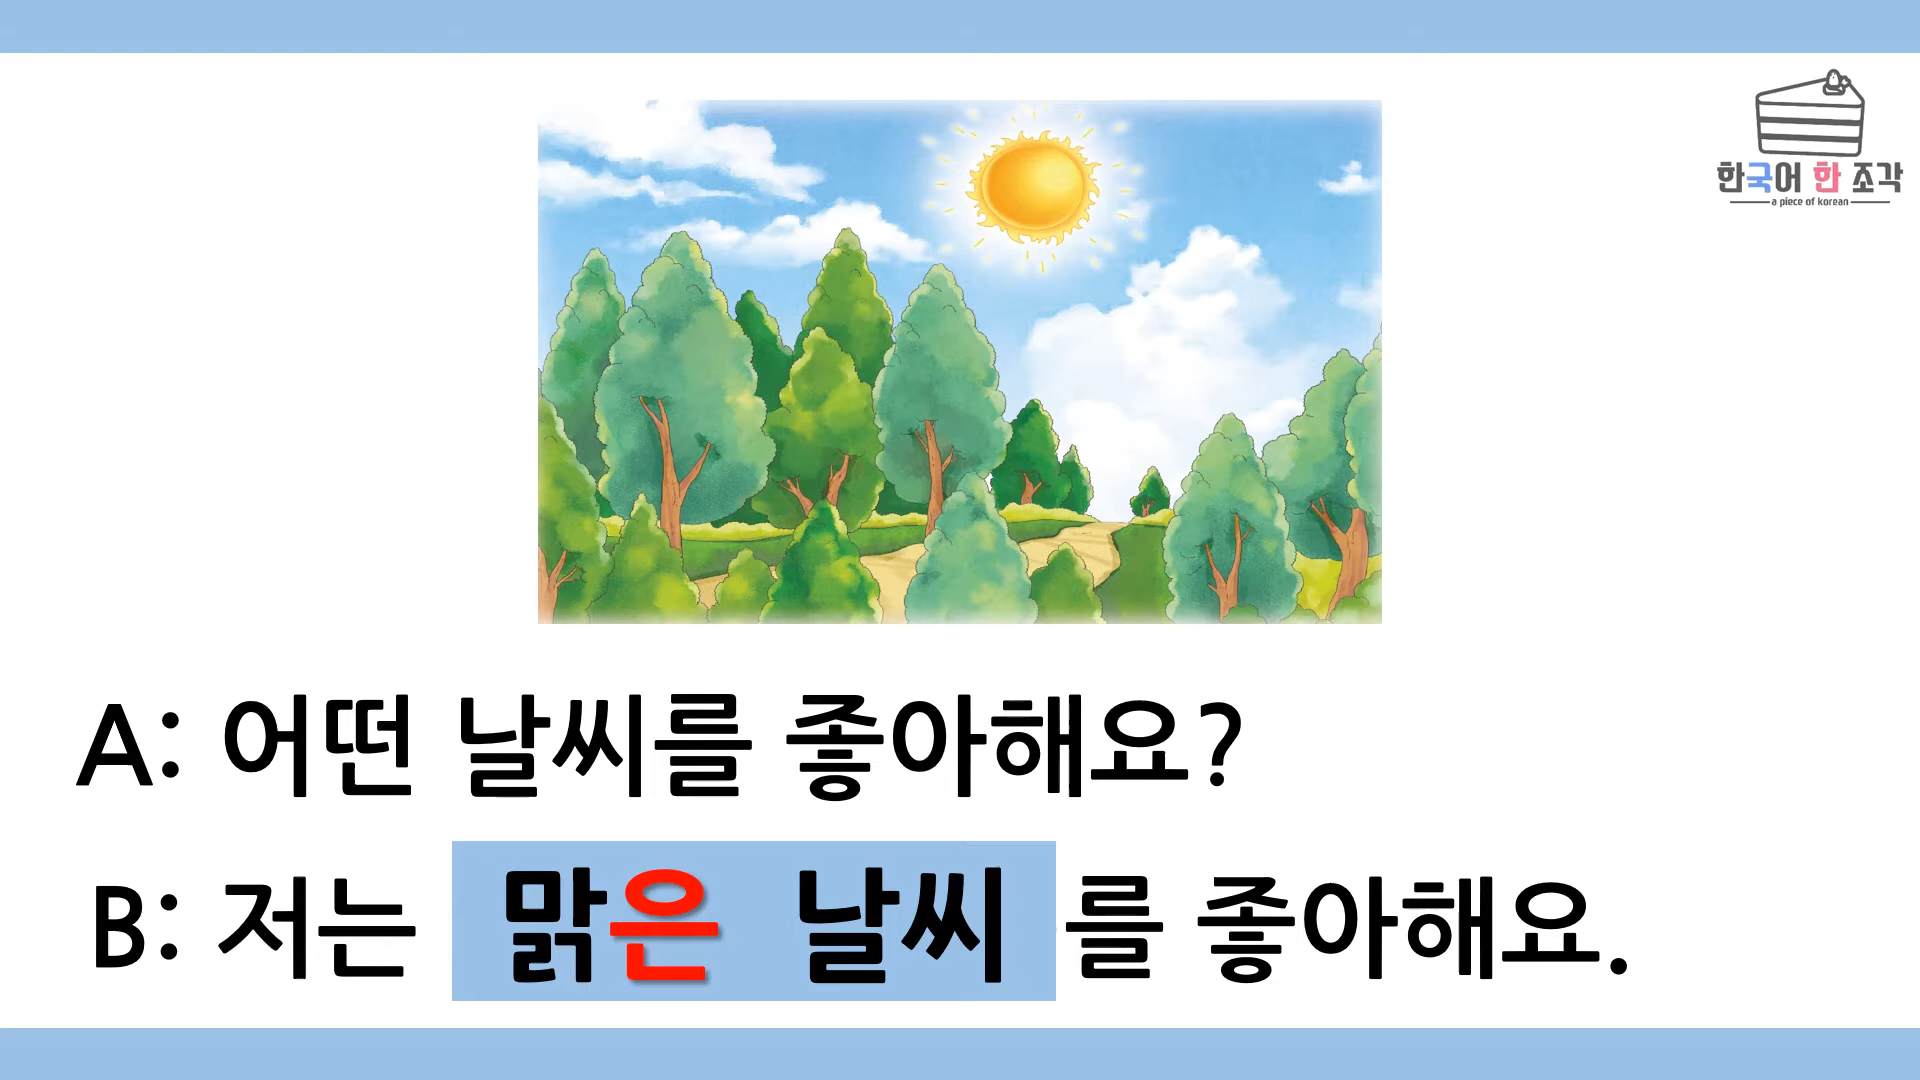 한국어 한 조각
a piece of korean
A: 어떤 날씨를 좋아해요?
B: 저는 맑은 날씨를 좋아해요.